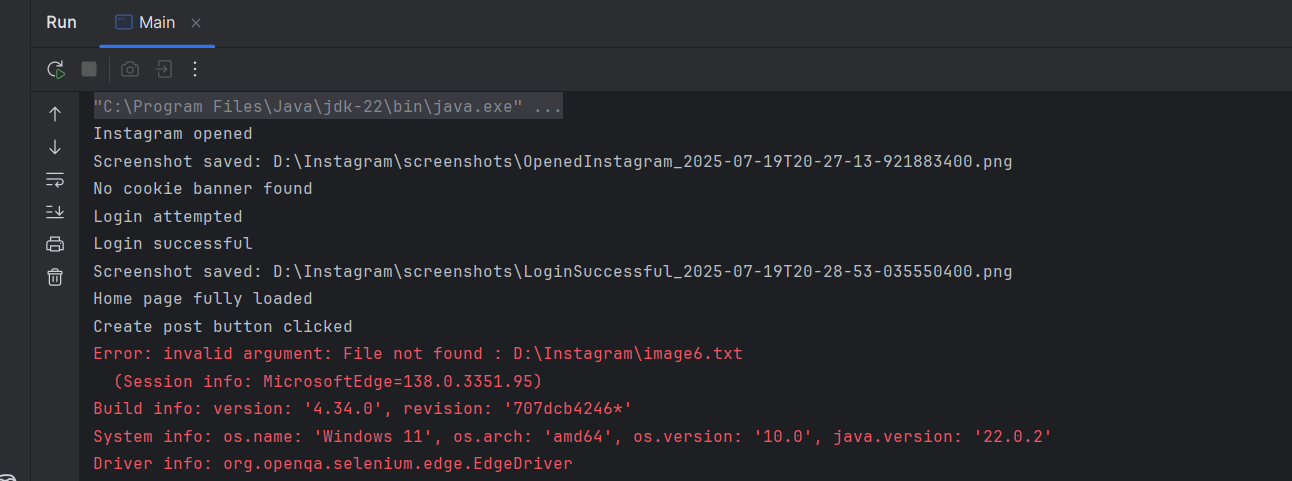 Run Main
"C:\Program Files\Java\jdk-22\bin\java.exe" ...
Instagram opened
Screenshot saved: D:\Instagram\screenshots\OpenedInstagram_2025-07-19T20-27-13-921883400.png
No cookie banner found
Login attempted
Login successful
Screenshot saved: D:\Instagram\screenshots\LoginSuccessful_2025-07-19T20-28-53-035550400.png
Home page fully loaded
Create post button clicked
Error: invalid argument: File not found : D:\Instagram\image6.txt
(Session info: MicrosoftEdge=138.0.3351.95)
Build info: version: '4.34.0', revision: '707dcb4246*'
System info: os.name: 'Windows 11', os.arch: 'amd64', os.version: '10.0', java.version: '22.0.2'
Driver info: org.openqa.selenium.edge.EdgeDriver